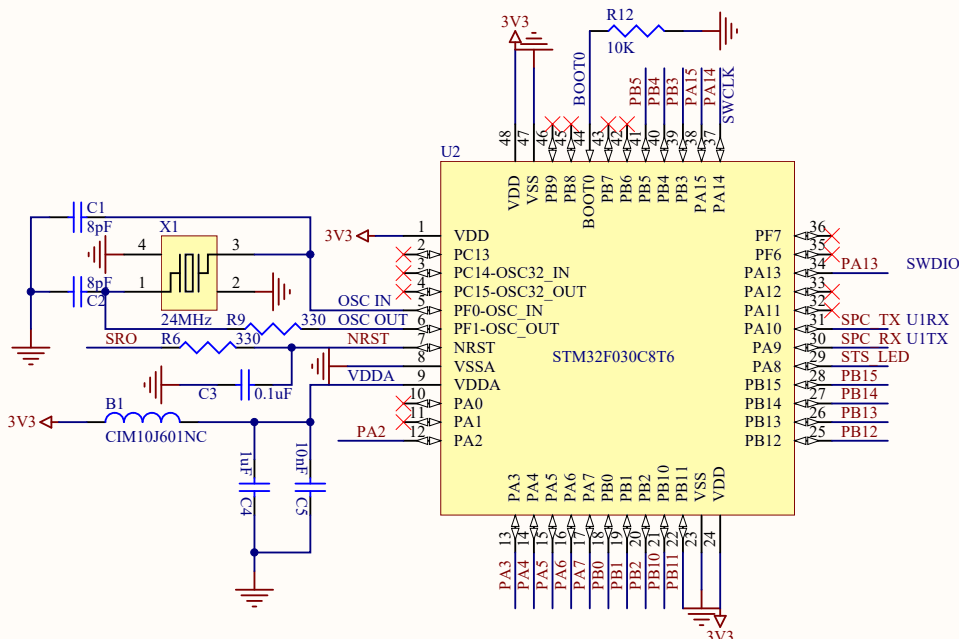 R12
10K
3V3
BOOT0
PB5
PB4
PB3
PA15
PA14
SWCLK
48
47
46
45
44
43
42
41
40
39
38
37
U2
VDD
VSS
PB9
PB8
BOOT0
PB7
PB6
PB5
PB4
PB3
PA15
PA14
C1
8pF
X1
4
3
1
2
24MHz
8pF
C2
R9
330
OSC IN
OSC OUT
SRO
R6
330
NRST
C3
0.1uF
VDDA
B1
3V3
CIM10J601NC
PA2
1uF
C4
10nF
C5
3V3
1 VDD
2 PC13
3 PC14-OSC32_IN
4 PC15-OSC32_OUT
5 PF0-OSC_IN
6 PF1-OSC_OUT
7 NRST
8 VSSA
9 VDDA
10 PA0
11 PA1
12 PA2
STM32F030C8T6
PF7 36
PF6 35
PA13 34 PA13 SWDIO
PA12 33
PA11 32
PA10 31 SPC_TX U1RX
PA9 30 SPC_RX U1TX
PA8 29 STS_LED
PB15 28 PB15
PB14 27 PB14
PB13 26 PB13
PB12 25 PB12
PA3
PA4
PA5
PA6
PA7
PB0
PB1
PB2
PB10
PB11
VSS
VDD
13
14
15
16
17
18
19
20
21
22
23
24
PA3
PA4
PA5
PA6
PA7
PB0
PB1
PB2
PB10
PB11
3V3